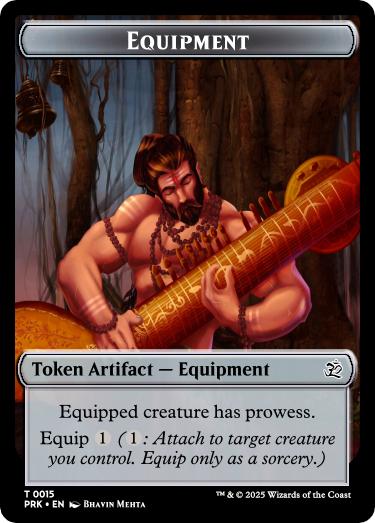 EQUIPMENT
Token Artifact — Equipment
Equipped creature has prowess.
Equip 1 (1: Attach to target creature
you control. Equip only as a sorcery.)
T 0015
PRK • EN Bhavin Mehta
™ & © 2025 Wizards of the Coast